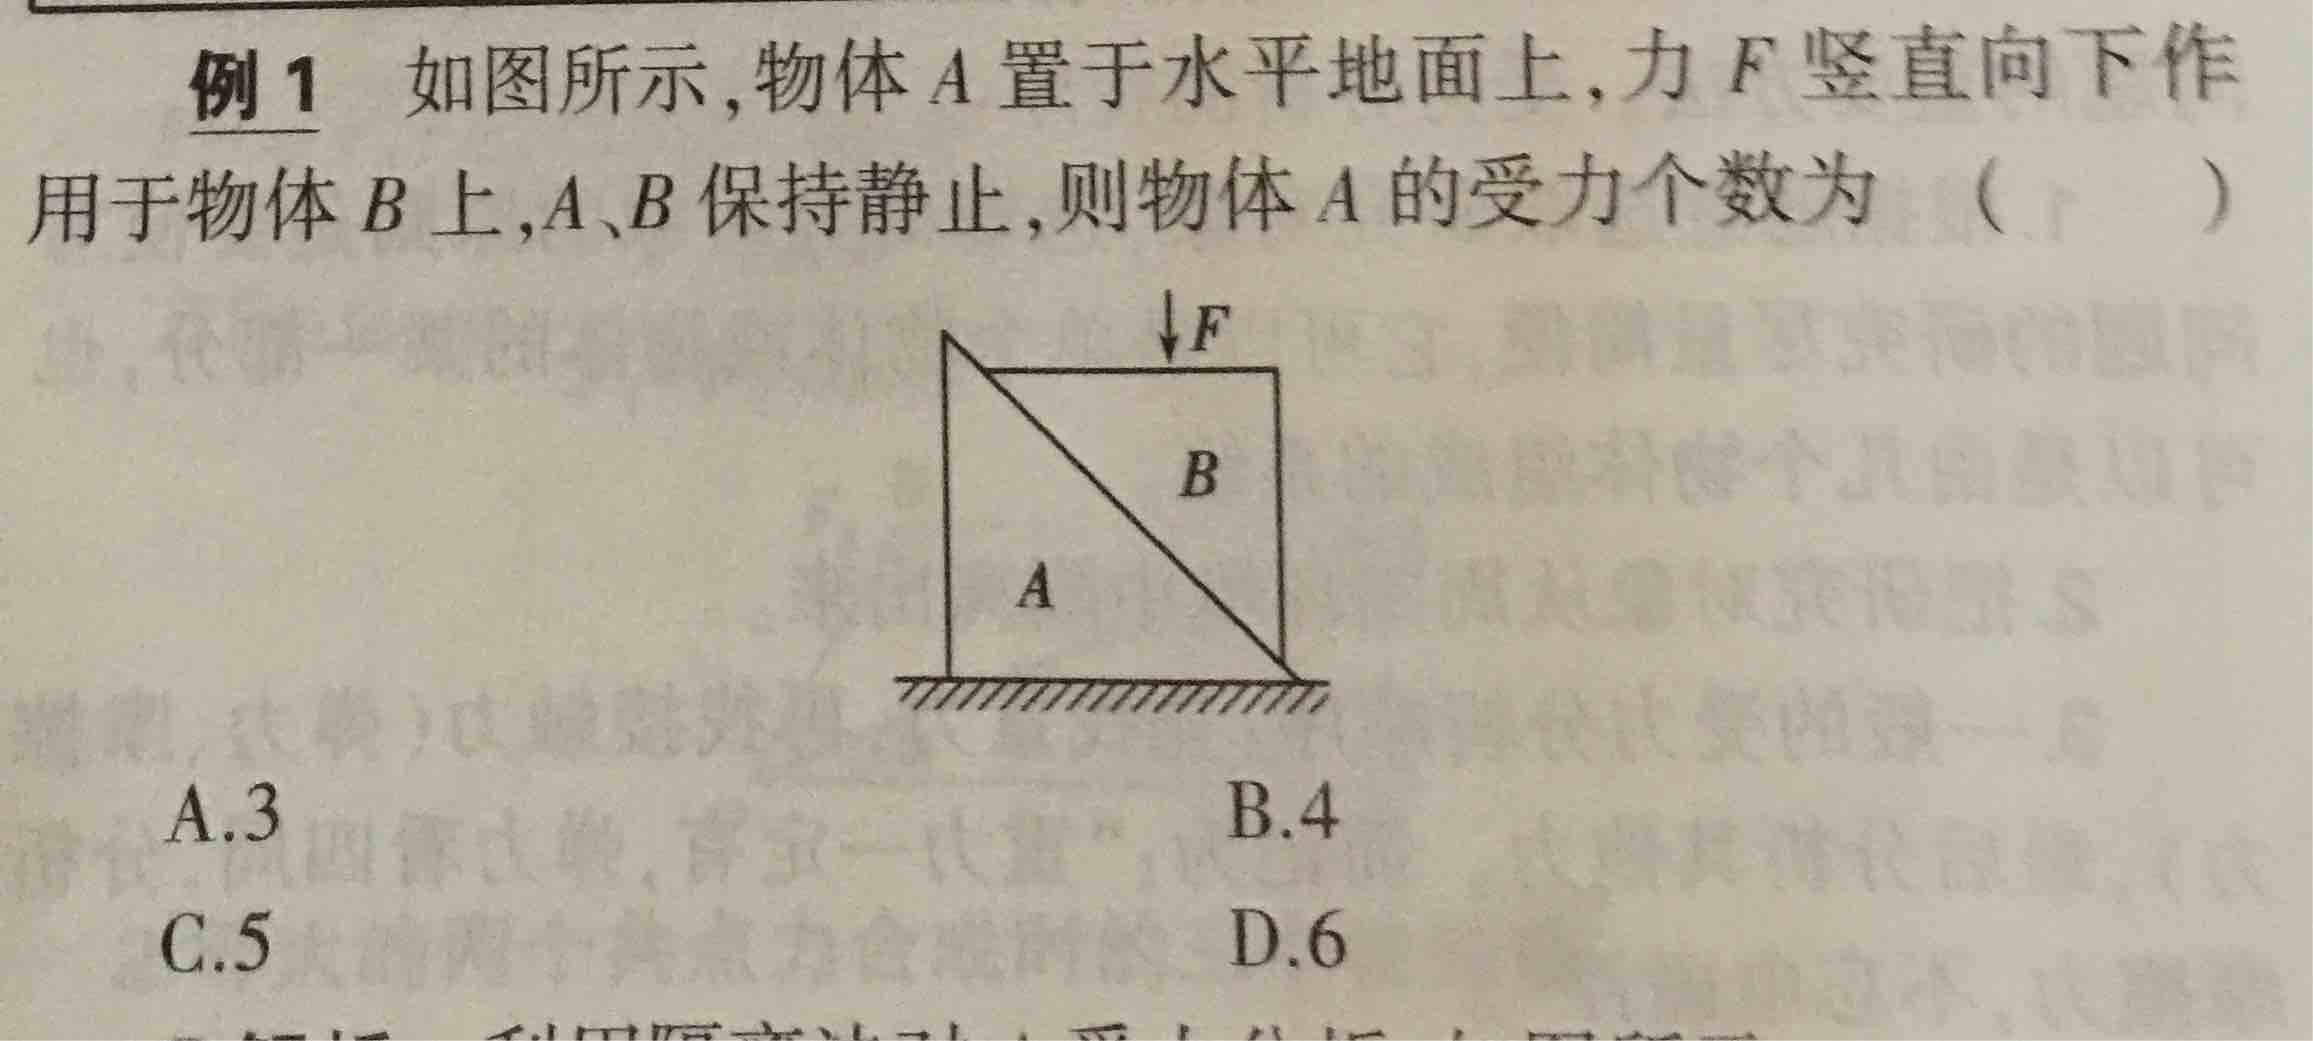 例1 如图所示,物体 A 置于水平地面上,力 F 竖直向下作
用于物体 B 上,A、B 保持静止,则物体 A 的受力个数为 ( )
F
B
A
A.3 B.4
C.5 D.6